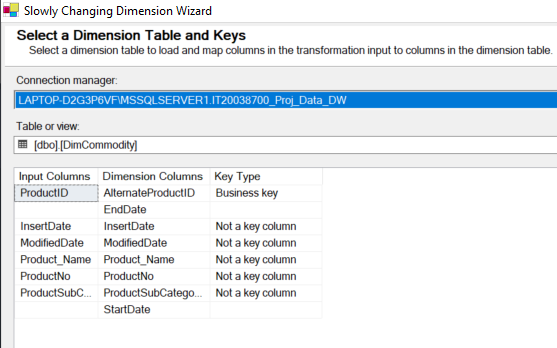 Slowly Changing Dimension Wizard
Select a Dimension Table and Keys
Select a dimension table to load and map columns in the transformation input to columns in the dimension table.
Connection manager:
LAPTOP-D2G3P6VF\MSSQLSERVER1.IT20038700_Proj_Data_DW
Table or view:
[dbo].[DimCommodity]
Input Columns Dimension Columns Key Type
ProductID AlternateProductID Business key
EndDate
InsertDate InsertDate Not a key column
ModifiedDate ModifiedDate Not a key column
Product_Name Product_Name Not a key column
ProductNo ProductNo Not a key column
ProductSubC... ProductSubCatego... Not a key column
StartDate